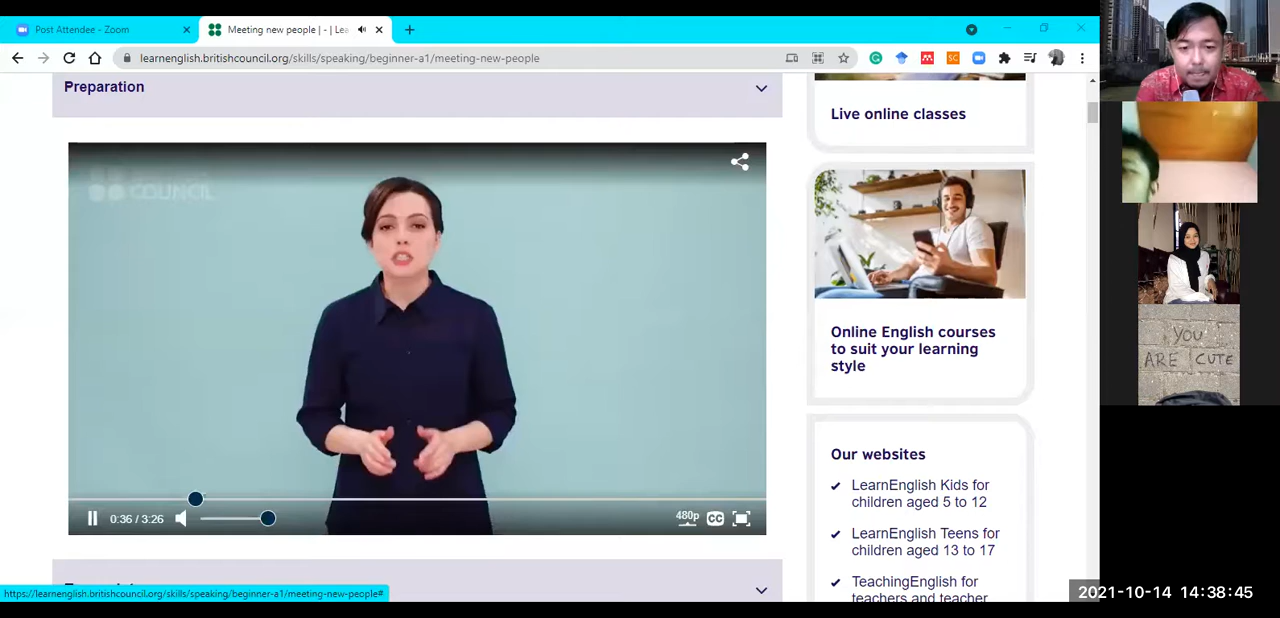 Post Attendee - Zoom
Meeting new people | - | Lea
learnenglish.britishcouncil.org/skills/speaking/beginner-a1/meeting-new-people
Preparation
COUNCIL
0:36 / 3:26
480p
CC
https://learnenglish.britishcouncil.org/skills/speaking/beginner-a1/meeting-new-people#
Live online classes
Online English courses
to suit your learning
style
Our websites
LearnEnglish Kids for
children aged 5 to 12
LearnEnglish Teens for
children aged 13 to 17
TeachingEnglish for
teachers and teacher
YOU
ARE CUTE
2021-10-14 14:38:45